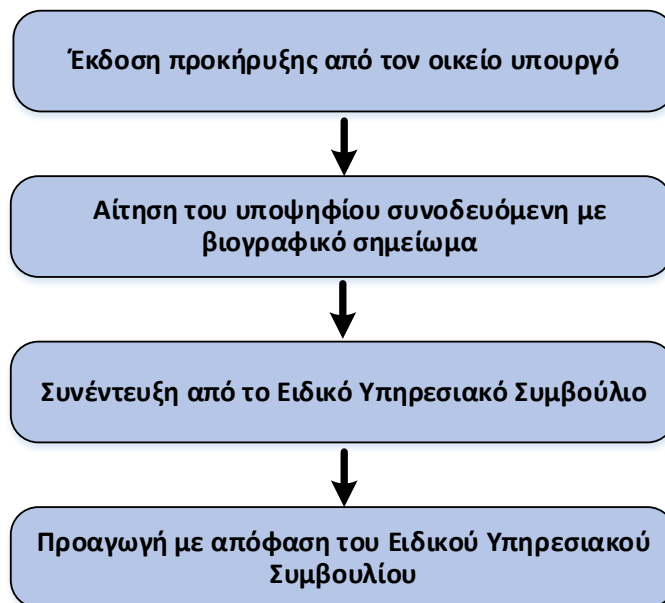 Έκδοση προκήρυξης από τον οικείο υπουργό
Αίτηση του υποψηφίου συνοδευόμενη με
βιογραφικό σημείωμα
Συνέντευξη από το Ειδικό Υπηρεσιακό Συμβούλιο
Προαγωγή με απόφαση του Ειδικού Υπηρεσιακού
Συμβουλίου